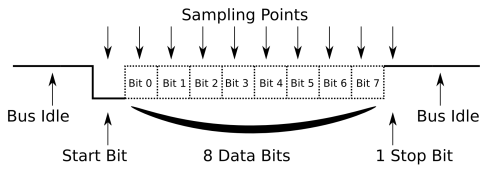 Sampling Points
Bit 0 Bit 1 Bit 2 Bit 3 Bit 4 Bit 5 Bit 6 Bit 7
Bus Idle Bus Idle
Start Bit 8 Data Bits 1 Stop Bit